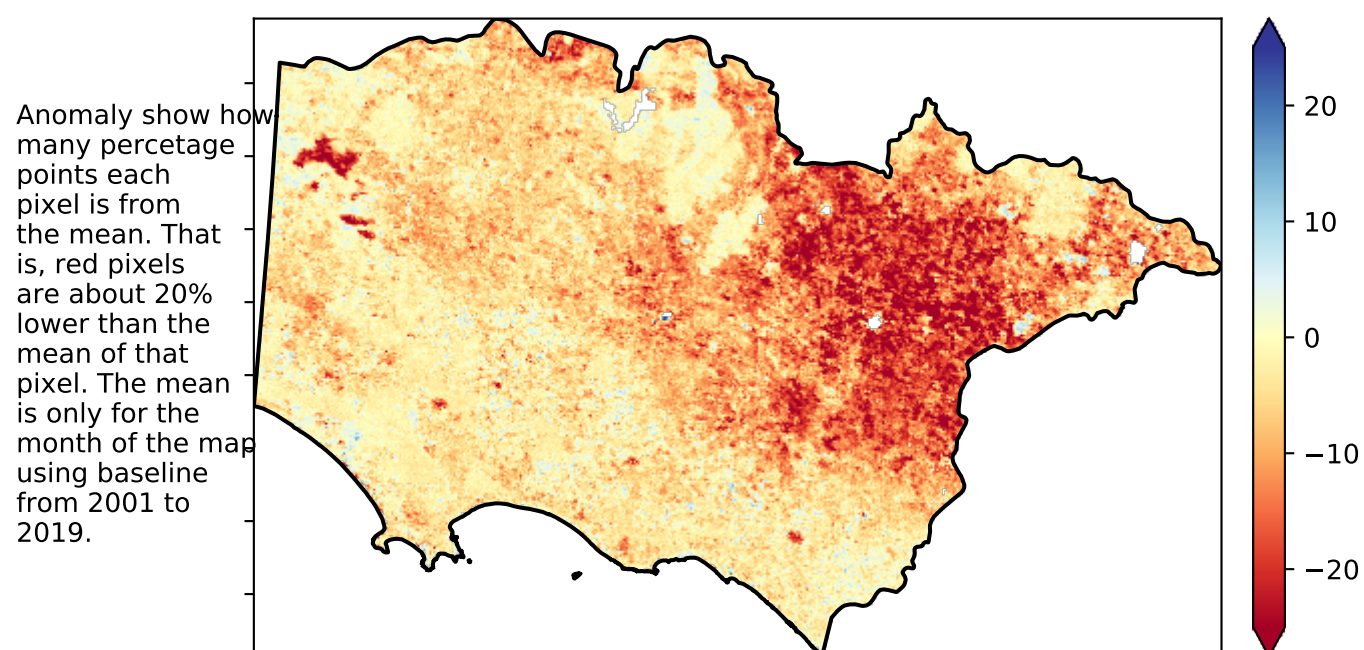 Anomaly show how
many percetage
points each
pixel is from
the mean. That
is, red pixels
are about 20%
lower than the
mean of that
pixel. The mean
is only for the
month of the map
using baseline
from 2001 to
2019.
20
10
0
−10
−20